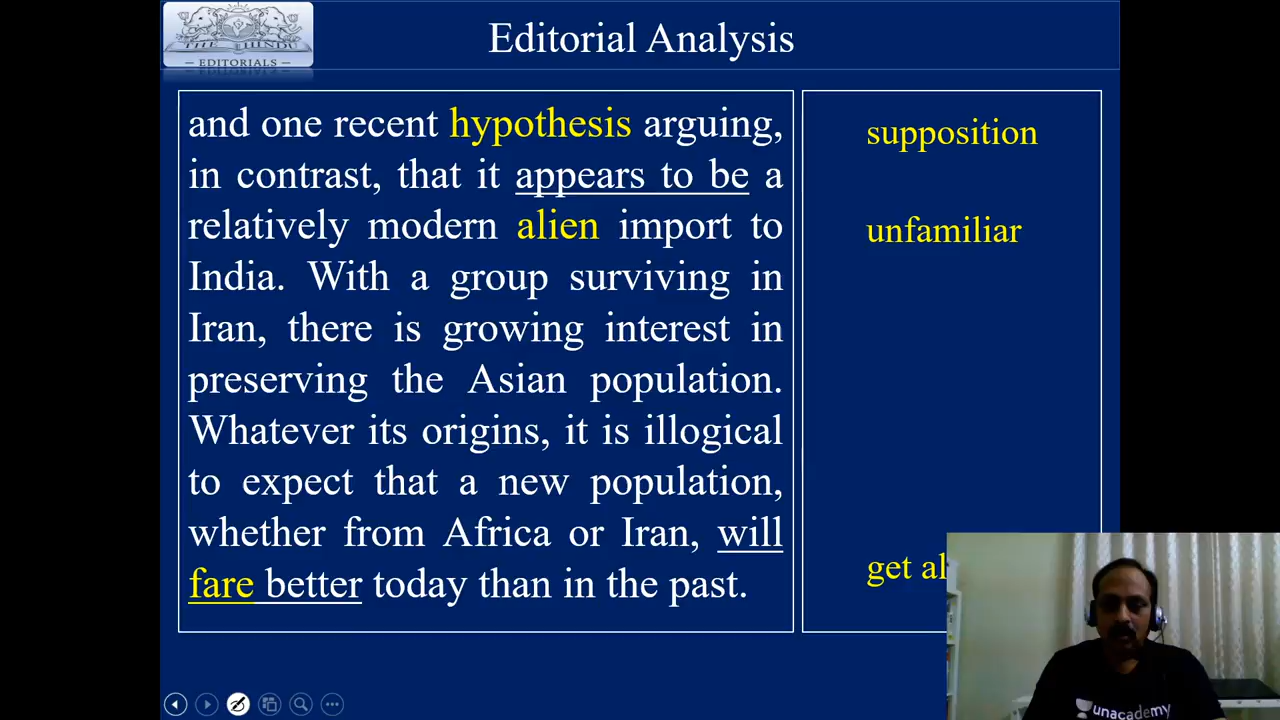 THE HINDU
— EDITORIALS —
Editorial Analysis
and one recent hypothesis arguing,
in contrast, that it appears to be a
relatively modern alien import to
India. With a group surviving in
Iran, there is growing interest in
preserving the Asian population.
Whatever its origins, it is illogical
to expect that a new population,
whether from Africa or Iran, will
fare better today than in the past.
supposition
unfamiliar
get al
unacademy